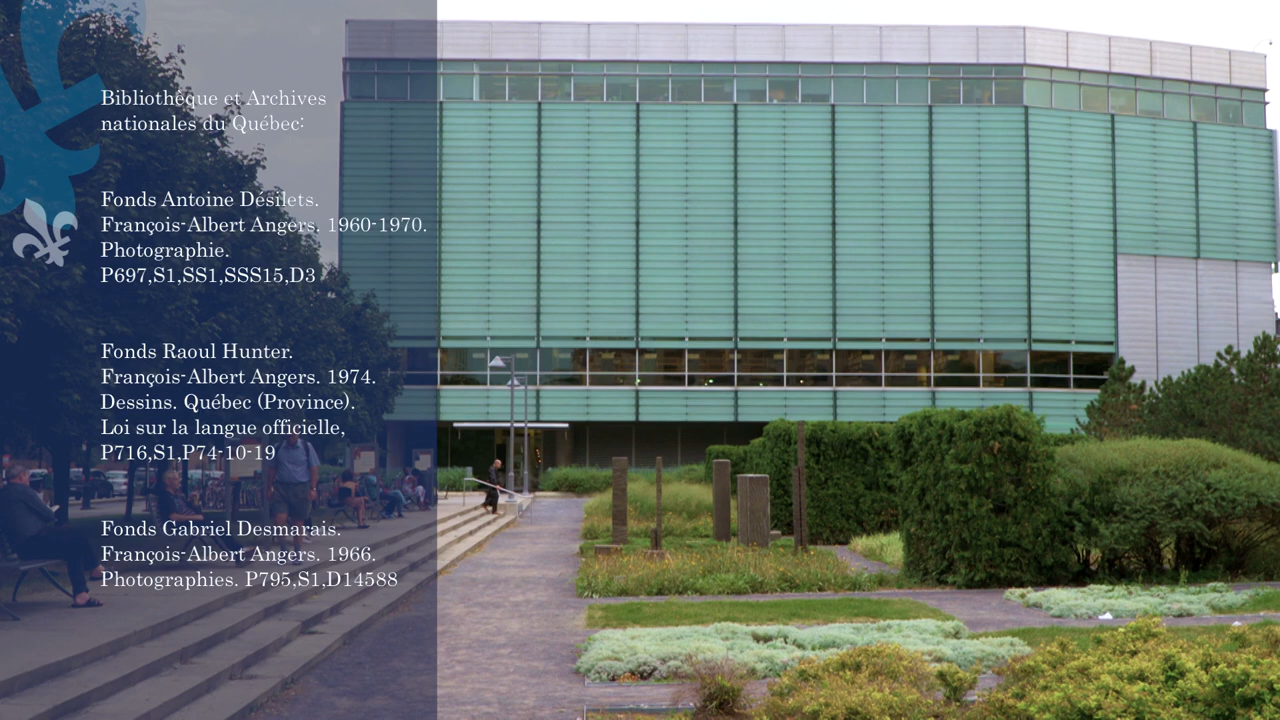 Bibliothèque et Archives
nationales du Québec:
Fonds Antoine Désilets.
François-Albert Angers. 1960-1970.
Photographie.
P697,S1,SS1,SSS15,D3
Fonds Raoul Hunter.
François-Albert Angers. 1974.
Dessins. Québec (Province).
Loi sur la langue officielle,
P716,S1,P74-10-19
Fonds Gabriel Desmarais.
François-Albert Angers. 1966.
Photographies. P795,S1,D14588